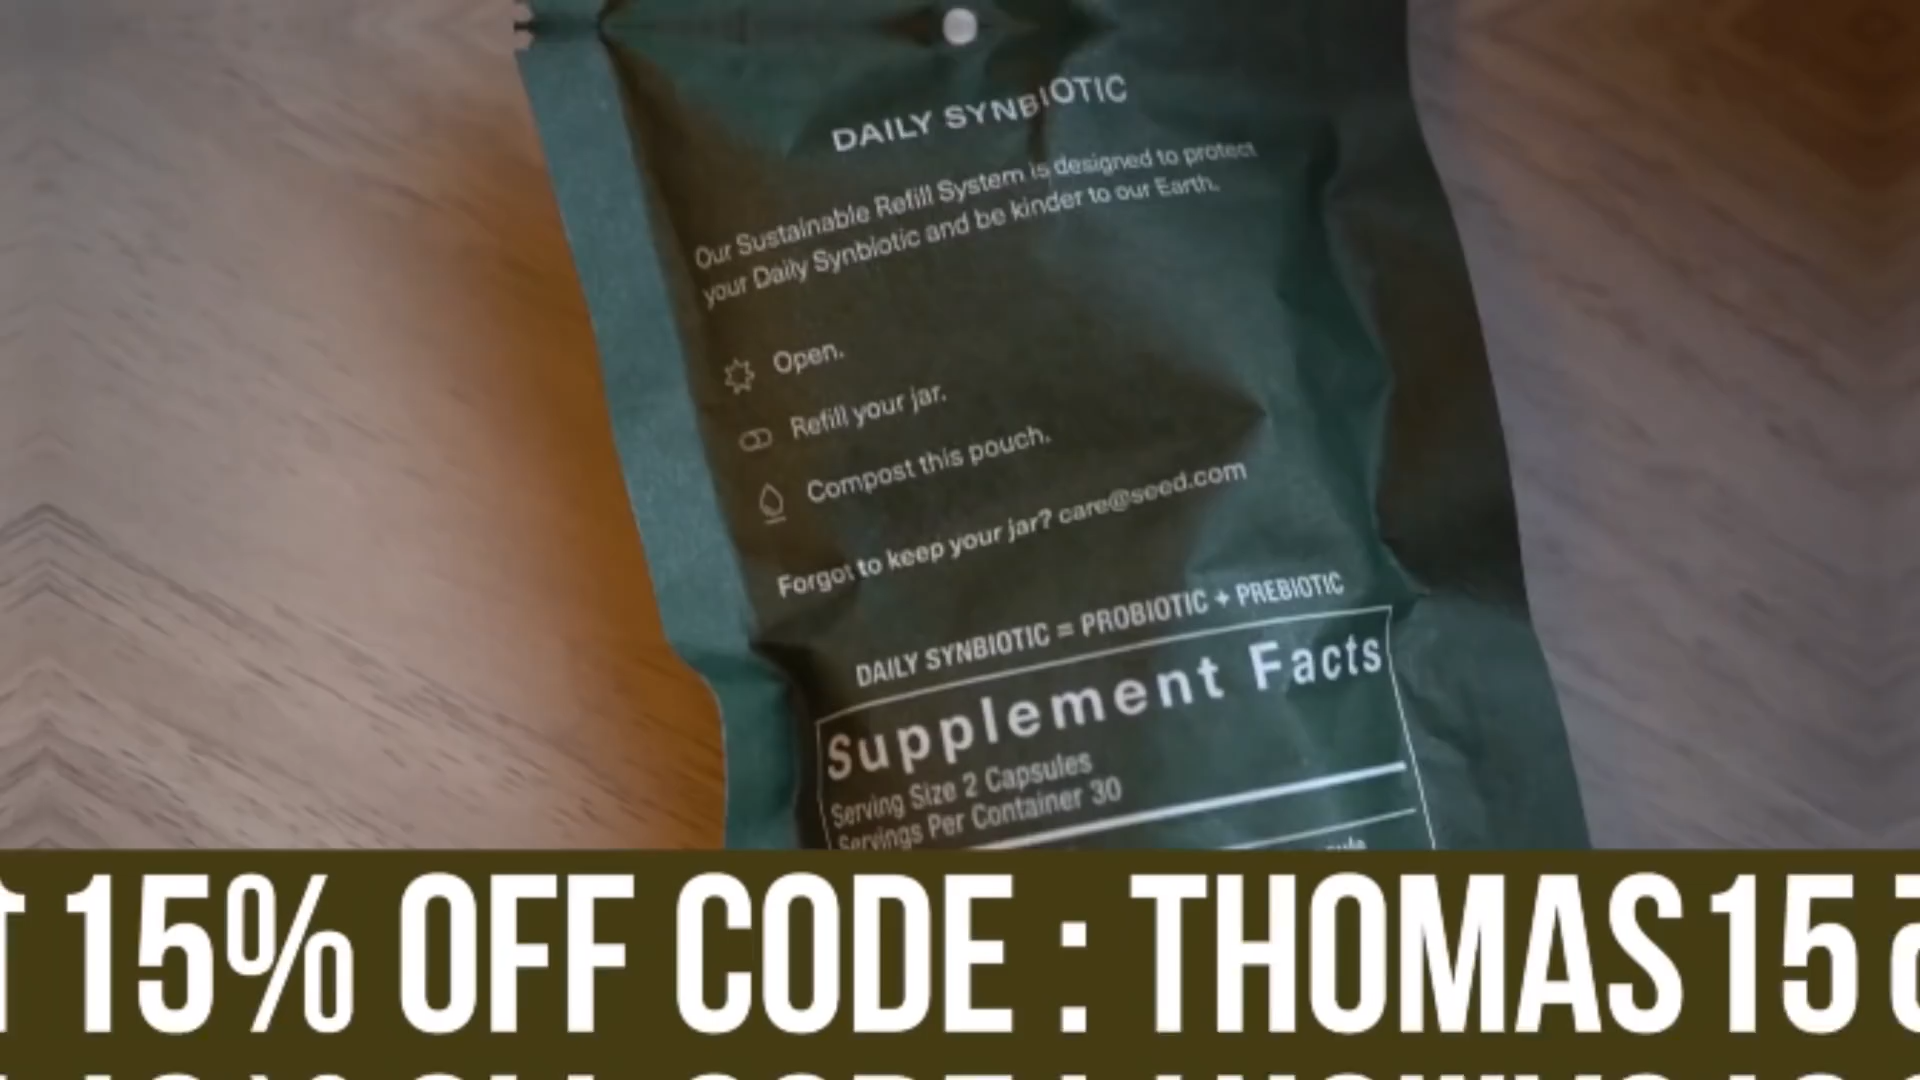 DAILY SYNBIOTIC
Our Sustainable Refill System is designed to protect
your Daily Synbiotic and be kinder to our Earth.
Open.
Refill your jar.
Compost this pouch.
Forgot to keep your jar? care@seed.com
DAILY SYNBIOTIC = PROBIOTIC + PREBIOTIC
Supplement Facts
Serving Size 2 Capsules
Servings Per Container 30
15% OFF CODE : THOMAS15